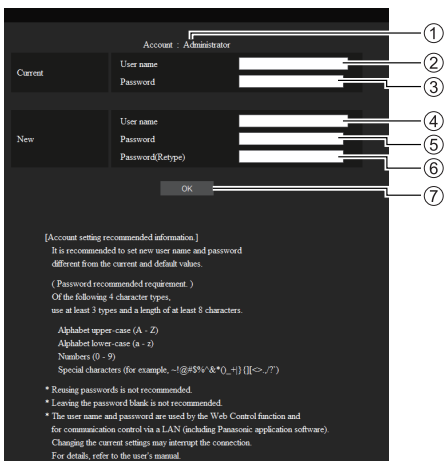 Account : Administrator
①
Current
User name
②
Password
③
New
User name
④
Password
⑤
Password(Retype)
⑥
OK
⑦
[Account setting recommended information.]
It is recommended to set new user name and password
different from the current and default values.
( Password recommended requirement. )
Of the following 4 character types,
use at least 3 types and a length of at least 8 characters.
Alphabet upper-case (A - Z)
Alphabet lower-case (a - z)
Numbers (0 - 9)
Special characters (for example, ~!@#$%^&*()_+|}{][<>.,/?`)
* Reusing passwords is not recommended.
* Leaving the password blank is not recommended.
* The user name and password are used by the Web Control function and
for communication control via a LAN (including Panasonic application software).
Changing the current settings may interrupt the connection.
For details, refer to the user's manual.